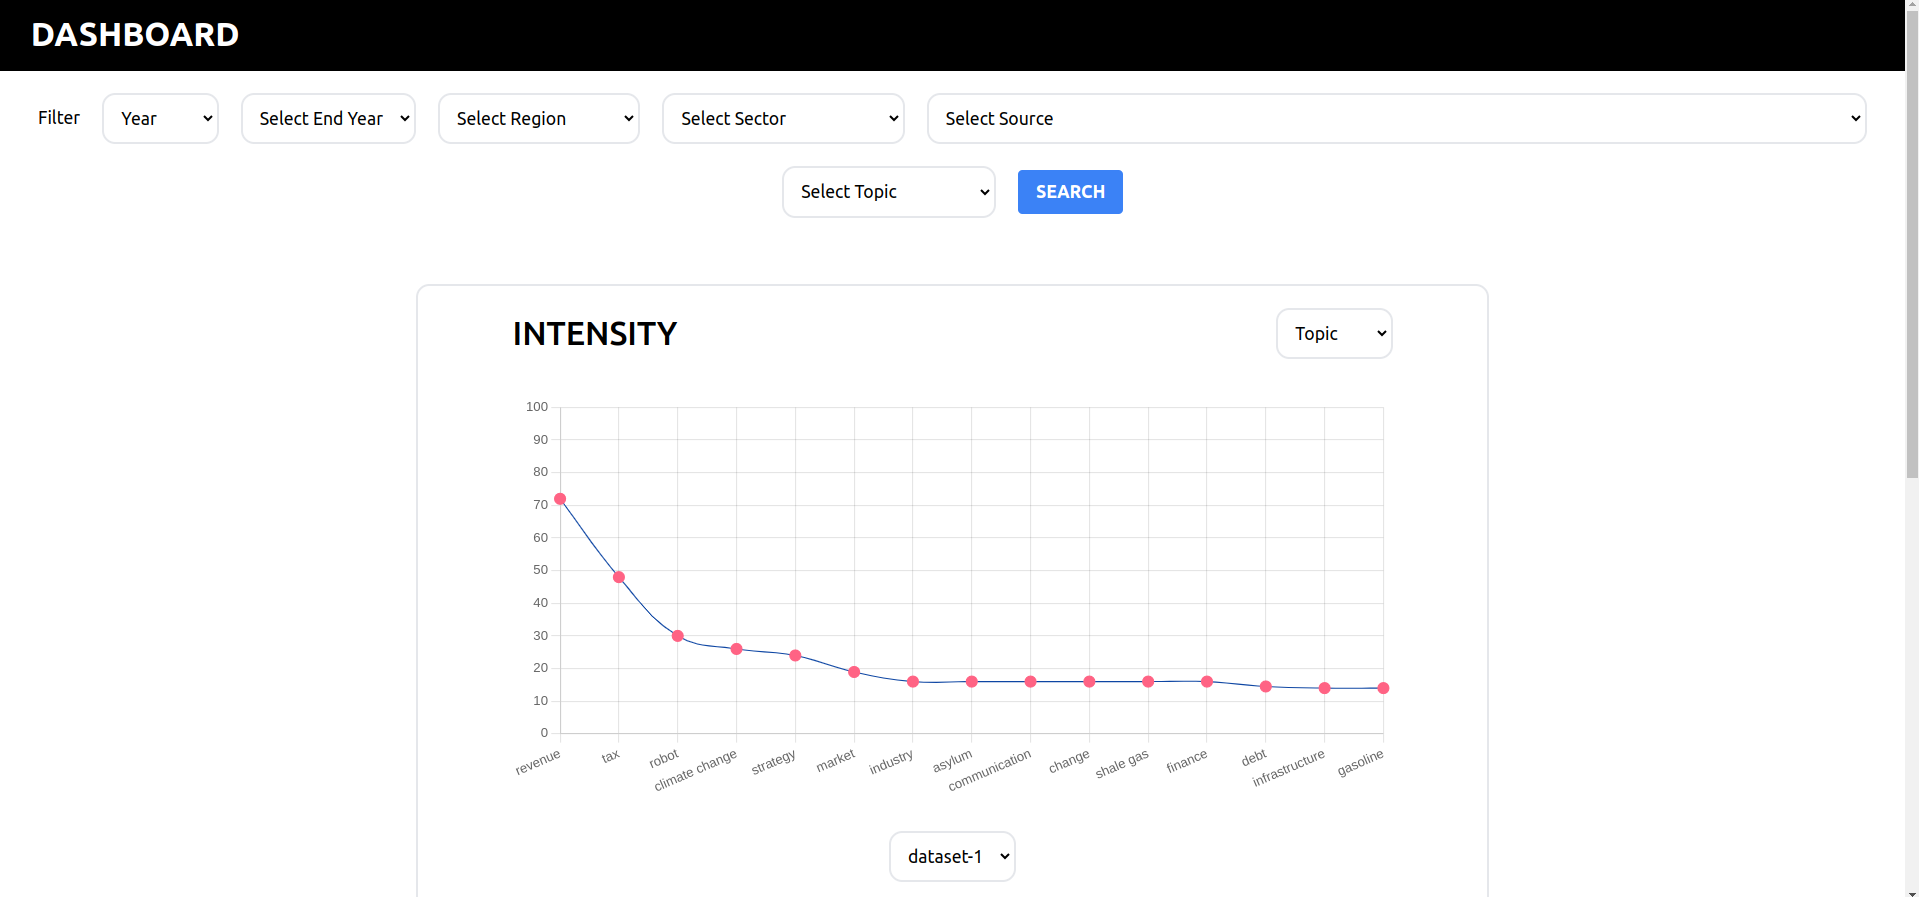 DASHBOARD
Filter Year Select End Year Select Region Select Sector Select Source
Select Topic SEARCH
INTENSITY Topic
100
90
80
70
60
50
40
30
20
10
0
revenue tax robot climate change strategy market industry asylum communication change shale gas finance debt infrastructure gasoline
dataset-1